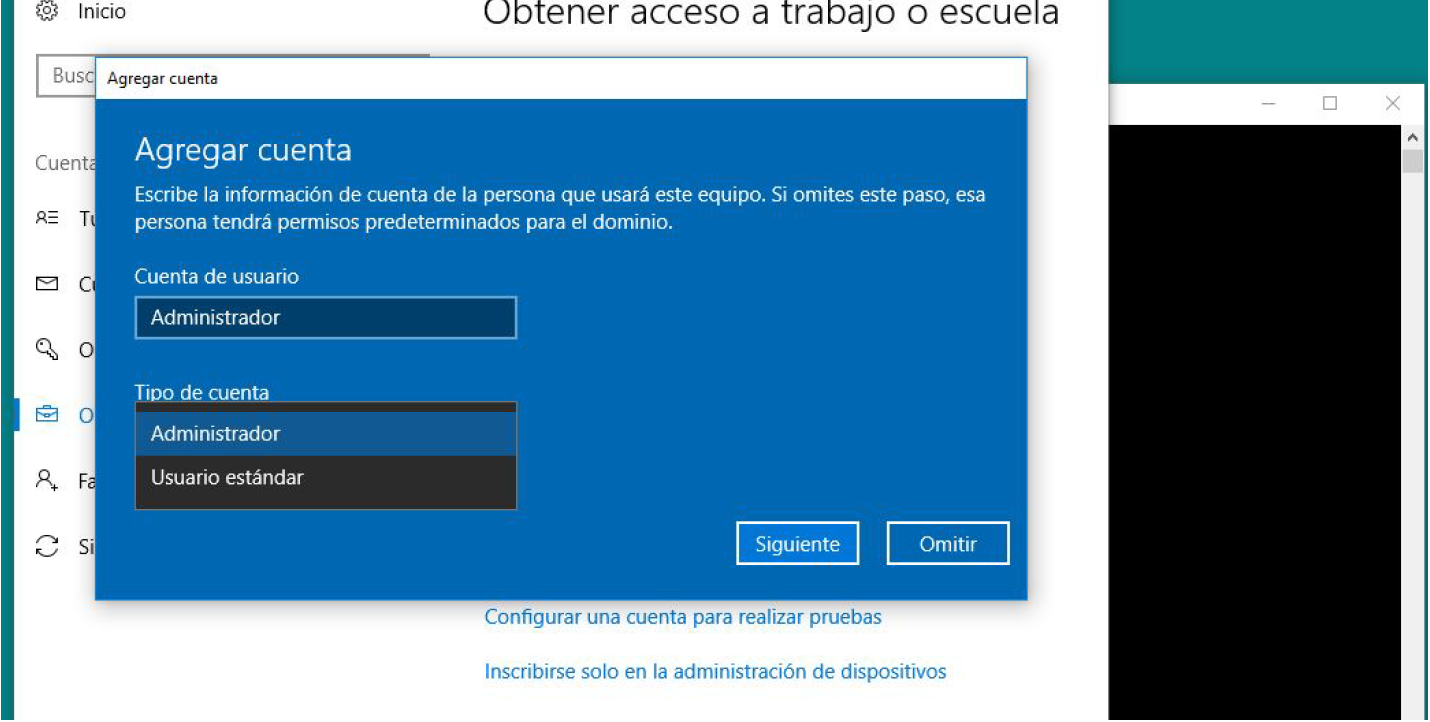 Inicio
Obtener acceso a trabajo o escuela
Busc
Agregar cuenta
Agregar cuenta
Escribe la información de cuenta de la persona que usará este equipo. Si omites este paso, esa
persona tendrá permisos predeterminados para el dominio.
Cuenta
Cuenta de usuario
Administrador
Tipo de cuenta
Administrador
Usuario estándar
Fa
Si
Siguiente
Omitir
Configurar una cuenta para realizar pruebas
Inscribirse solo en la administración de dispositivos